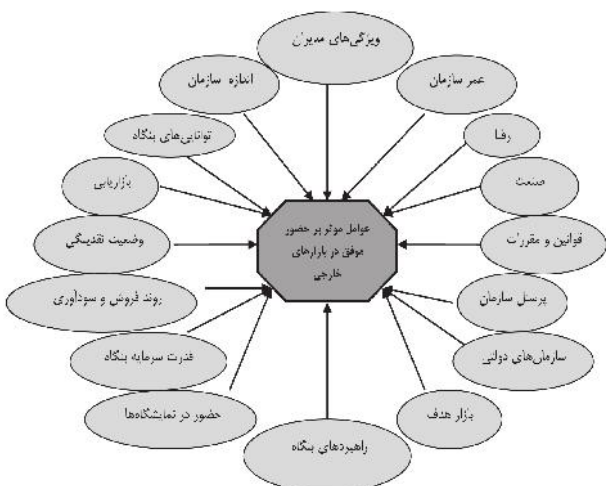 ویژگی‌های مدیران
عمر سازمان
اندازه سازمان
رقبا
توانایی‌های بنگاه
صنعت
بازاریابی
عوامل موثر بر حضور
موفق در بازارهای
خارجی
قوانین و مقررات
وضعیت نقدینگی
پرسنل سازمان
روند فروش و سودآوری
سازمان‌های دولتی
قدرت سرمایه بنگاه
بازار هدف
حضور در نمایشگاه‌ها
راهبردهای بنگاه